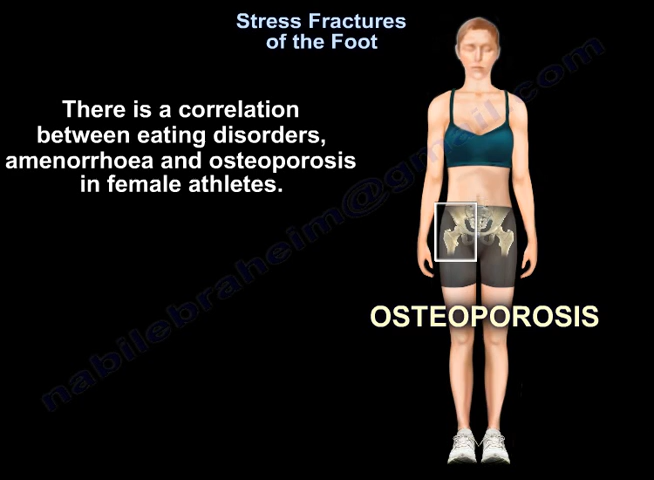 Stress Fractures
of the Foot
There is a correlation
between eating disorders,
amenorrhoea and osteoporosis
in female athletes.
OSTEOPOROSIS
nabilebraheim@gmail.com